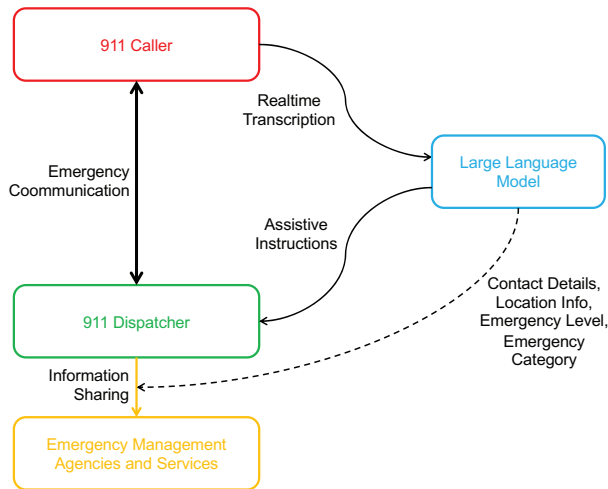 911 Caller
Realtime
Transcription
Large Language
Model
Emergency
Coommunication
Assistive
Instructions
Contact Details,
Location Info,
Emergency Level,
Emergency
Category
911 Dispatcher
Information
Sharing
Emergency Management
Agencies and Services